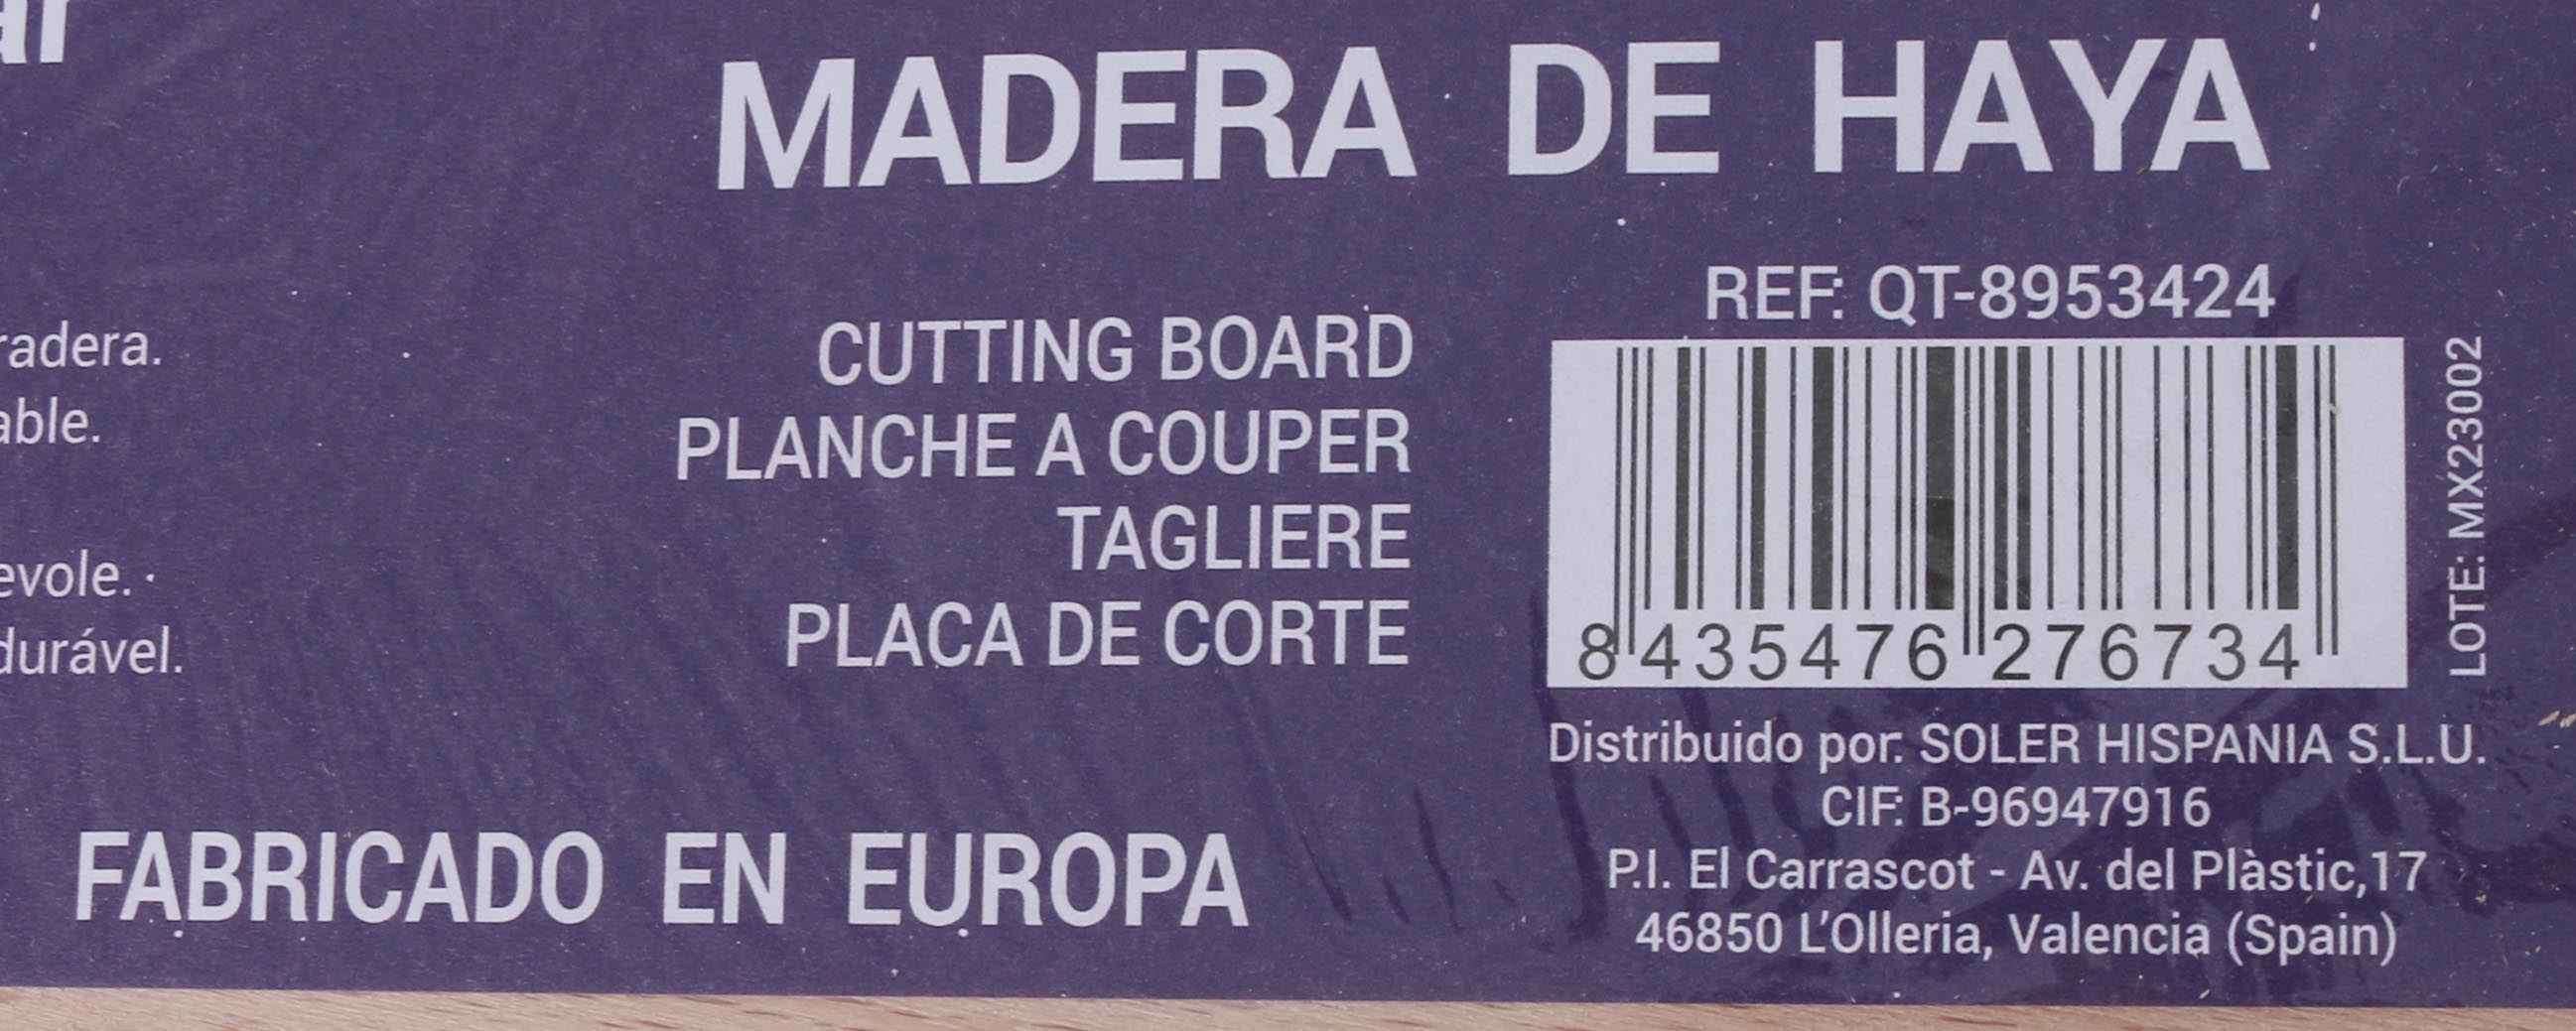 MADERA DE HAYA
radera.
able.
evole.
durável.
CUTTING BOARD
PLANCHE A COUPER
TAGLIERE
PLACA DE CORTE
FABRICADO EN EUROPA
REF: QT-8953424
8 435476 276734
LOTE: MX23002
Distribuido por: SOLER HISPANIA S.L.U.
CIF: B-96947916
P.I. El Carrascot - Av. del Plàstic,17
46850 L'Olleria, Valencia (Spain)